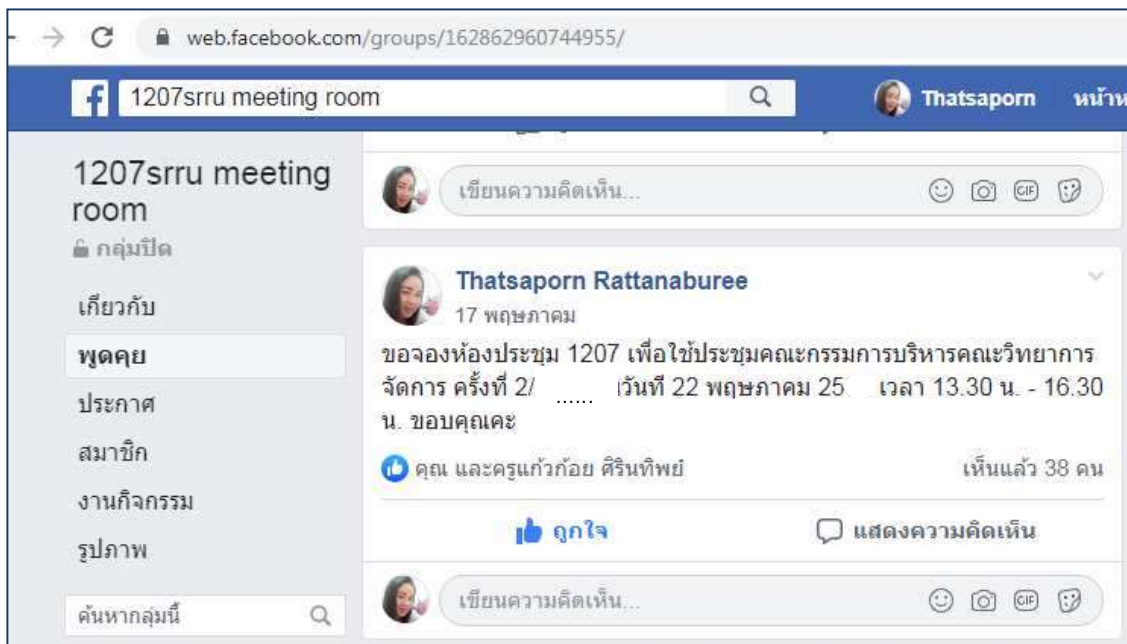 web.facebook.com/groups/162862960744955/
1207srru meeting room
Thatsaporn
1207srru meeting
room
กลุ่มปิด
เกี่ยวกับ
พูดคุย
ประกาศ
สมาชิก
งานกิจกรรม
รูปภาพ
ค้นหากลุ่มนี้
เขียนความคิดเห็น...
GIF
Thatsaporn Rattanaburee
17 พฤษภาคม
ขอจองห้องประชุม 1207 เพื่อใช้ประชุมคณะกรรมการบริหารคณะวิทยาการ
จัดการ ครั้งที่ 2/ ...... วันที่ 22 พฤษภาคม 25 เวลา 13.30 น. - 16.30
น. ขอบคุณคะ
คุณ และครูแก้วก้อย ศิรินทิพย์ เห็นแล้ว 38 คน
ถูกใจ แสดงความคิดเห็น
เขียนความคิดเห็น...
GIF